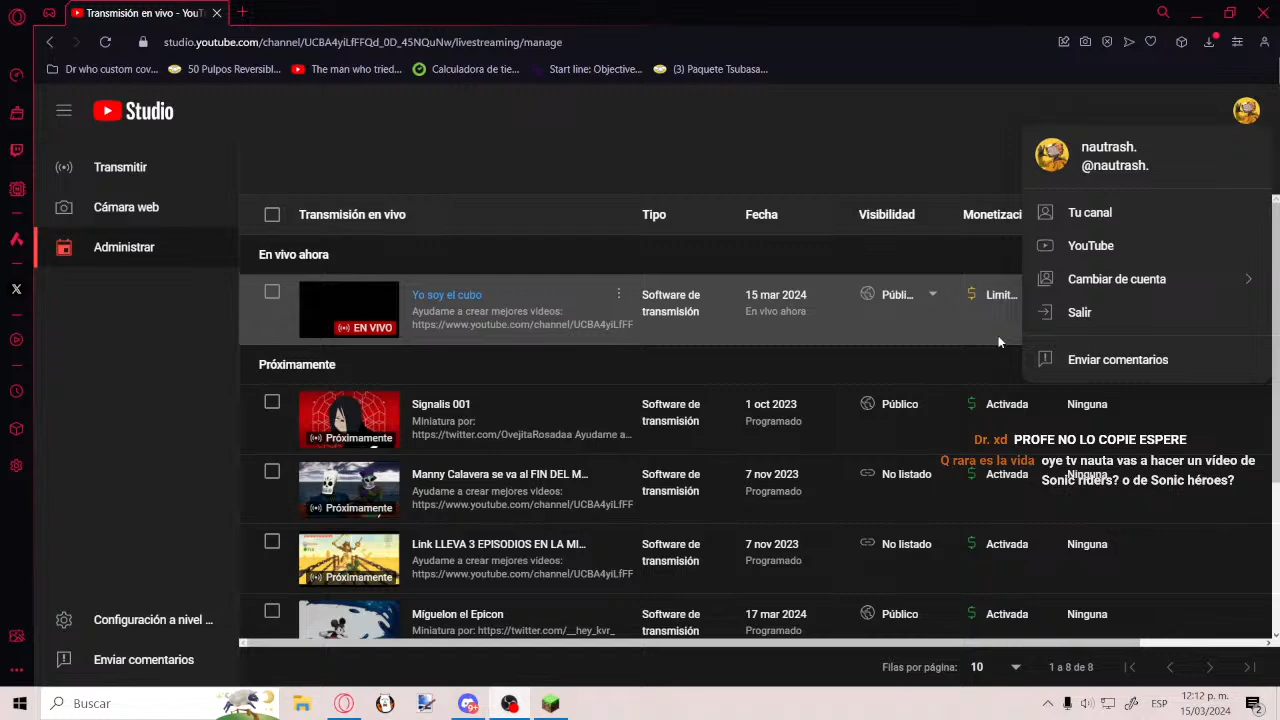 Transmisión en vivo - YouT
studio.youtube.com/channel/UCBA4yiLfFFQd_0D_45NQuNw/livestreaming/manage
Dr who custom cov...
50 Pulpos Reversibl...
The man who tried...
Calculadora de tie...
Start line: Objective...
(3) Paquete Tsubasa...
Studio
nautrash.
@nautrash.
Tu canal
YouTube
Cambiar de cuenta
Salir
Enviar comentarios
Transmitir
Cámara web
Administrar
Transmisión en vivo Tipo Fecha Visibilidad Monetizaci
En vivo ahora
EN VIVO
Yo soy el cubo
Ayudame a crear mejores videos:
https://www.youtube.com/channel/UCBA4yiLfFF
Software de
transmisión
15 mar 2024
En vivo ahora
Públi...
Limit...
Próximamente
Próximamente
Signalis 001
Miniatura por:
https://twitter.com/OvejitaRosadaa Ayudame a...
Software de
transmisión
1 oct 2023
Programado
Público
Activada
Ninguna
Dr. xd PROFE NO LO COPIE ESPERE
Q rara es la vida oye tv nauta vas a hacer un vídeo de
Sonic riders? o de Sonic héroes?
Próximamente
Manny Calavera se va al FIN DEL M...
Ayudame a crear mejores videos:
https://www.youtube.com/channel/UCBA4yiLfFF
Software de
transmisión
7 nov 2023
Programado
No listado
Activada
Ninguna
Próximamente
Link LLEVA 3 EPISODIOS EN LA MI...
Ayudame a crear mejores videos:
https://www.youtube.com/channel/UCBA4yiLfFF
Software de
transmisión
7 nov 2023
Programado
No listado
Activada
Ninguna
Míguelon el Epicon
Miniatura por: https://twitter.com/__hey_kvr_
Software de
transmisión
17 mar 2024
Programado
Público
Activada
Ninguna
Configuración a nivel ...
Enviar comentarios
Filas por página: 10 1 a 8 de 8
Buscar
ESP
12:12 p. m.
15/03/2024